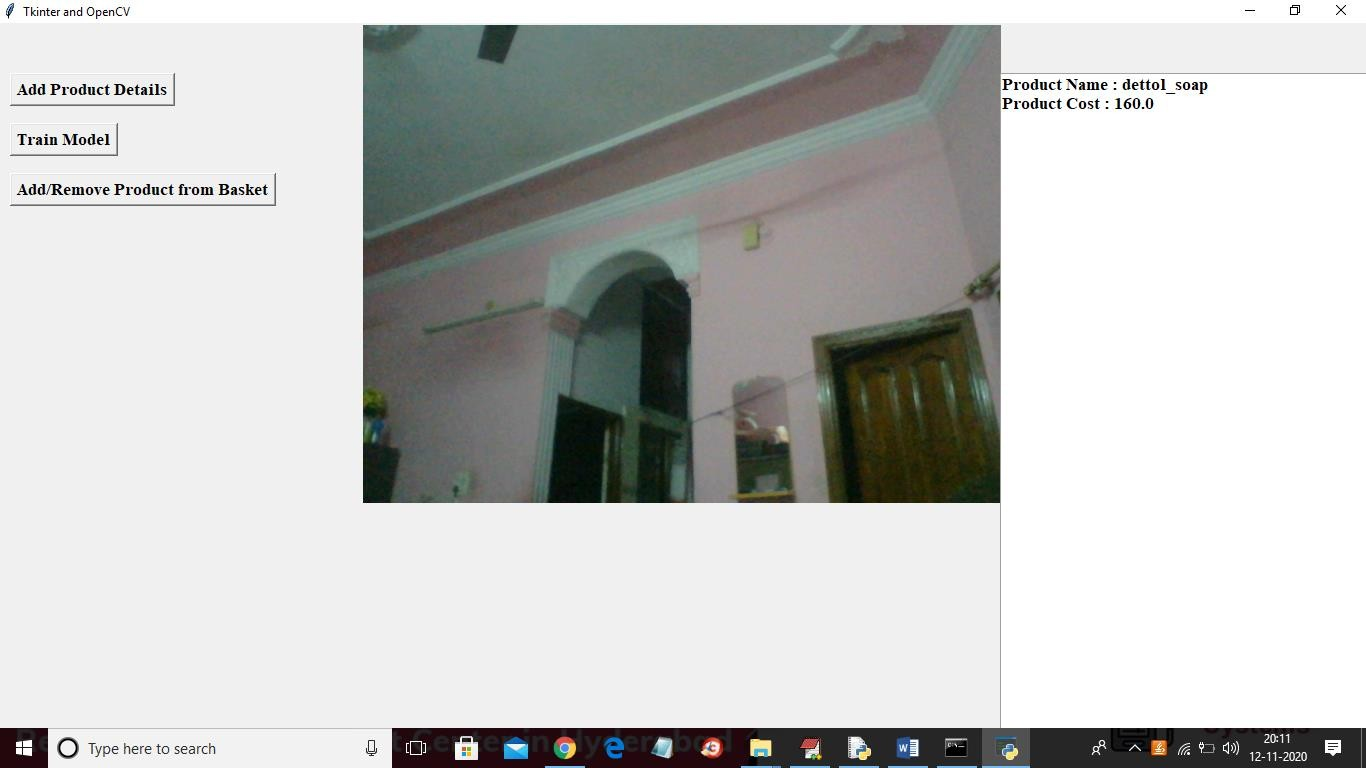 Tkinter and OpenCV
Add Product Details
Train Model
Add/Remove Product from Basket
Product Name : dettol_soap
Product Cost : 160.0
Type here to search
20:11
12-11-2020